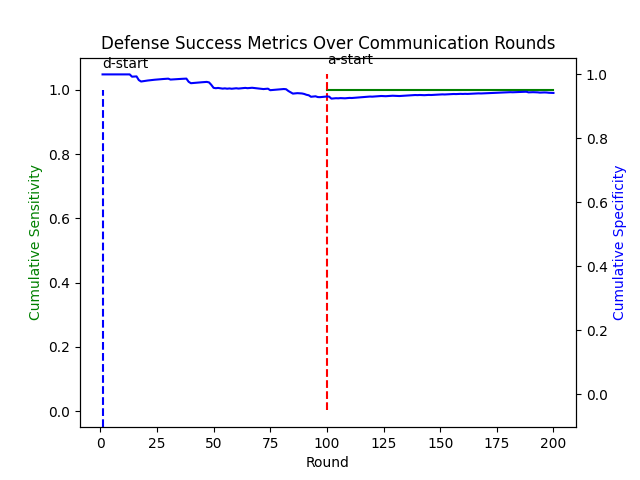 Defense Success Metrics Over Communication Rounds
d-start
a-start
Cumulative Sensitivity
1.0
0.8
0.6
0.4
0.2
0.0
1.0
0.8
0.6
0.4
0.2
0.0
Cumulative Specificity
0 25 50 75 100 125 150 175 200
Round